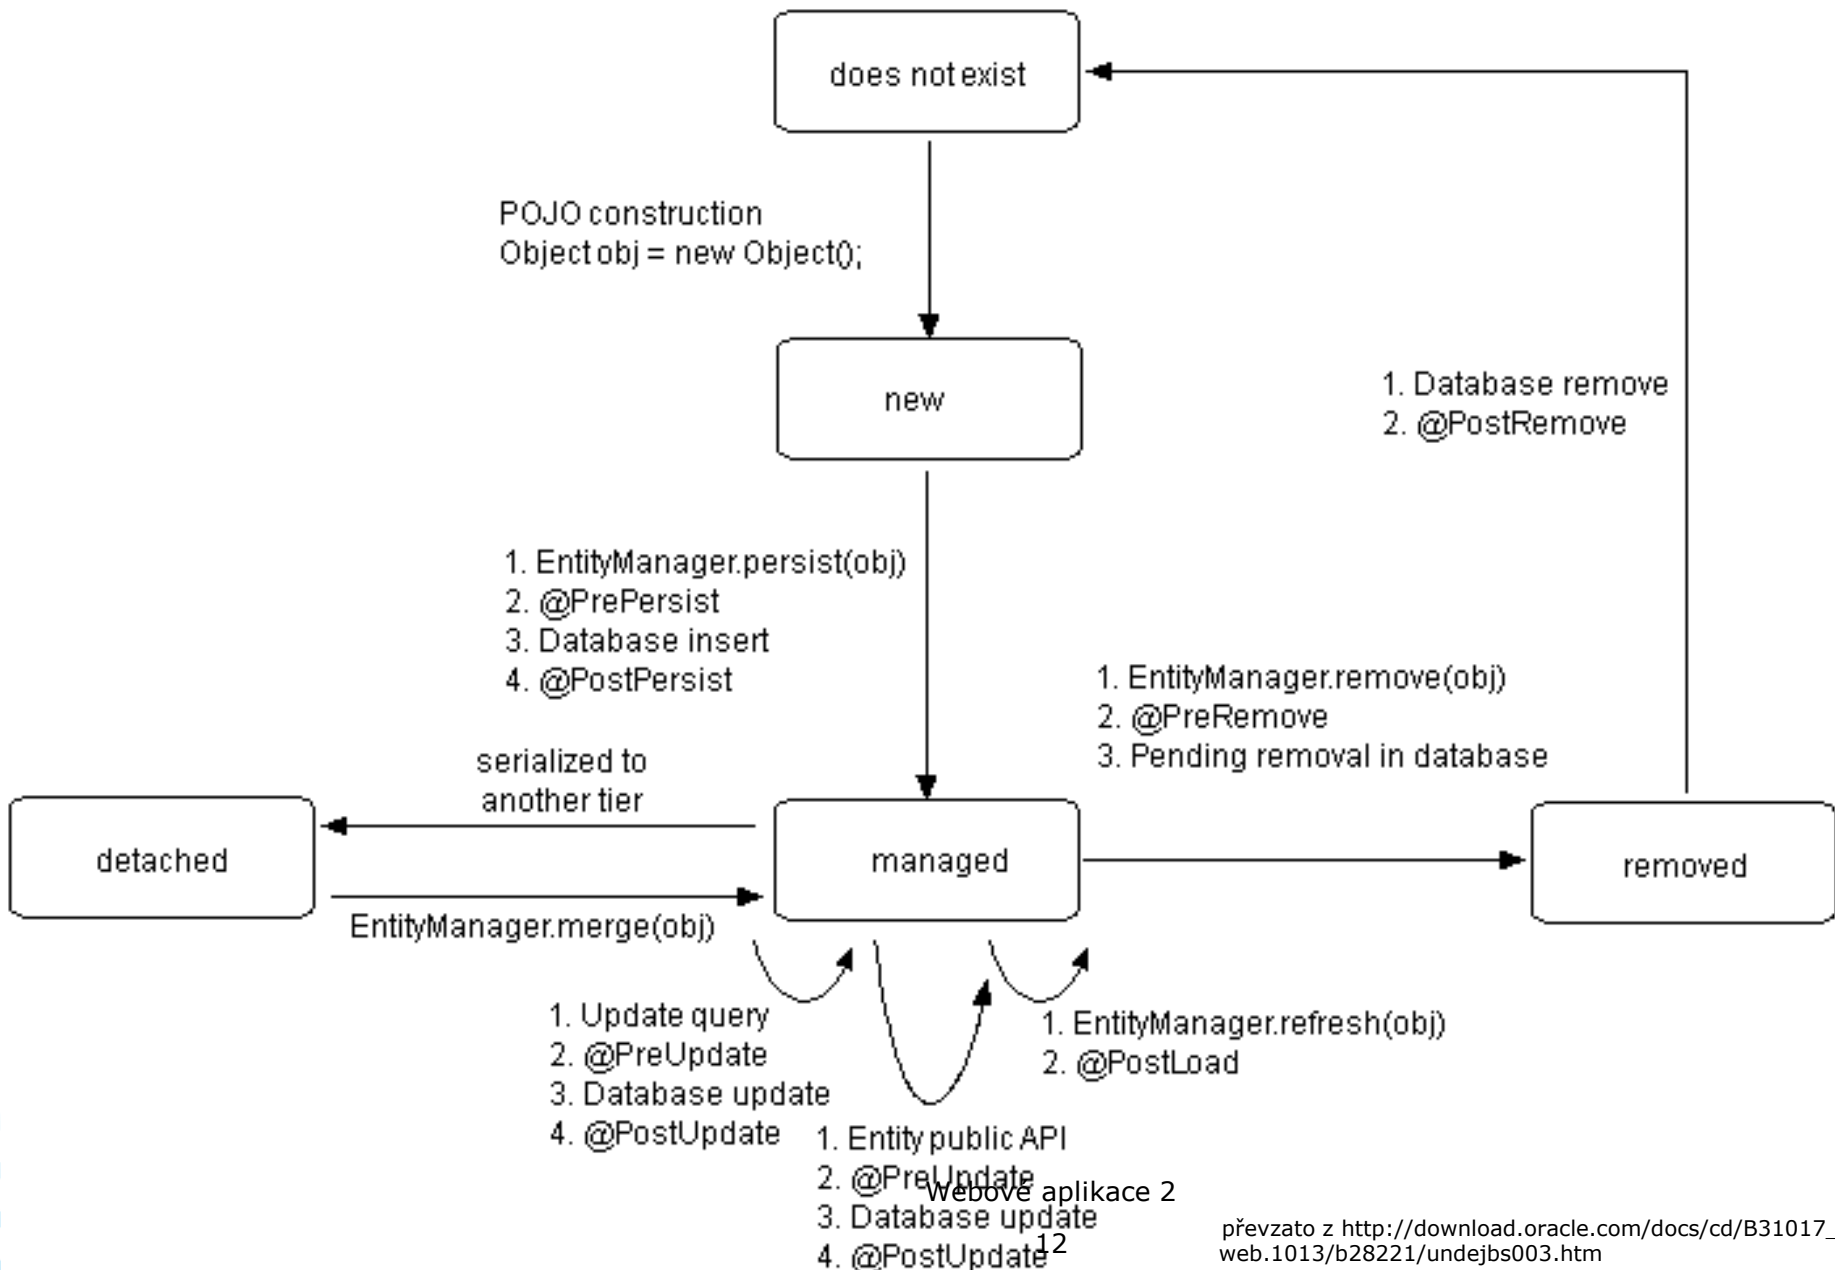 does not exist
POJO construction
Object obj = new Object();
new
1. Database remove
2. @PostRemove
1. EntityManager.persist(obj)
2. @PrePersist
3. Database insert
4. @PostPersist
1. EntityManager.remove(obj)
2. @PreRemove
3. Pending removal in database
serialized to
another tier
detached
managed
removed
EntityManager.merge(obj)
1. Update query
2. @PreUpdate
3. Database update
4. @PostUpdate
1. EntityManager.refresh(obj)
2. @PostLoad
1. Entity public API
2. @PreUpdate
3. Database update
4. @PostUpdate
Webové aplikace 2
12
převzato z http://download.oracle.com/docs/cd/B31017_
web.1013/b28221/undejbs003.htm